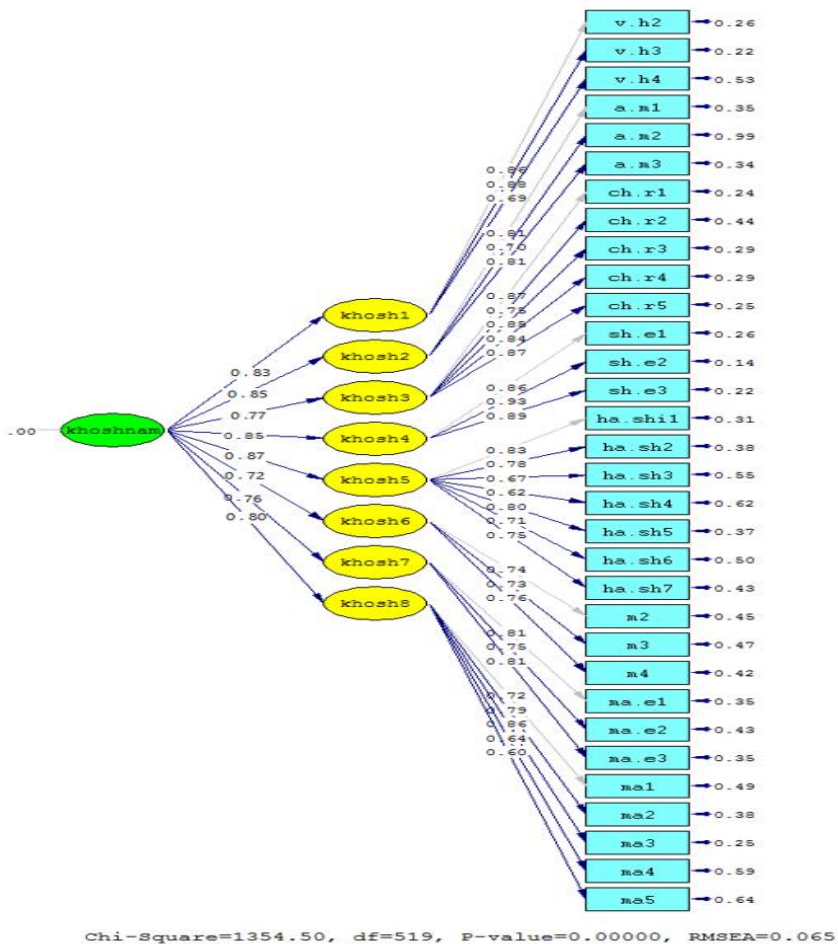 v.h2 0.26
v.h3 0.22
v.h4 0.53
a.m1 0.35
a.m2 0.99
a.m3 0.34
ch.r1 0.24
ch.r2 0.44
ch.r3 0.29
ch.r4 0.29
ch.r5 0.25
sh.e1 0.26
sh.e2 0.14
sh.e3 0.22
ha.shi1 0.31
ha.sh2 0.38
ha.sh3 0.55
ha.sh4 0.62
ha.sh5 0.37
ha.sh6 0.50
ha.sh7 0.43
m2 0.45
m3 0.47
m4 0.42
ma.e1 0.35
ma.e2 0.43
ma.e3 0.35
ma1 0.49
ma2 0.38
ma3 0.25
ma4 0.59
ma5 0.64
0.86
0.88
0.69
0.81
0.70
0.81
0.87
0.75
0.85
0.84
0.87
0.86
0.93
0.89
0.83
0.78
0.67
0.62
0.80
0.71
0.75
0.74
0.73
0.76
0.81
0.75
0.81
0.72
0.79
0.86
0.64
0.60
khosh1
khosh2
khosh3
khosh4
khosh5
khosh6
khosh7
khosh8
0.83
0.85
0.77
0.85
0.87
0.72
0.76
0.80
.00 khoshnam
Chi-Square=1354.50, df=519, P-value=0.00000, RMSEA=0.065